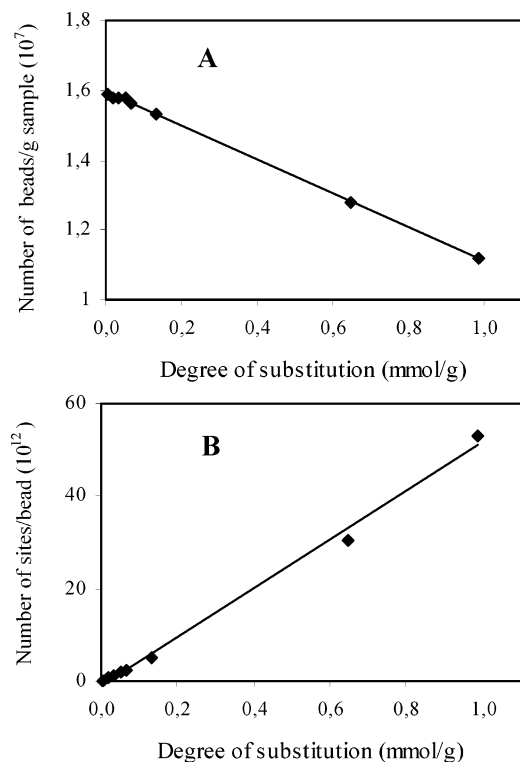 Number of beads/g sample (10⁷)
1,8
1,6
1,4
1,2
1
A
0,0 0,2 0,4 0,6 0,8 1,0
Degree of substitution (mmol/g)
Number of sites/bead (10¹²)
60
40
20
0
B
0,0 0,2 0,4 0,6 0,8 1,0
Degree of substitution (mmol/g)